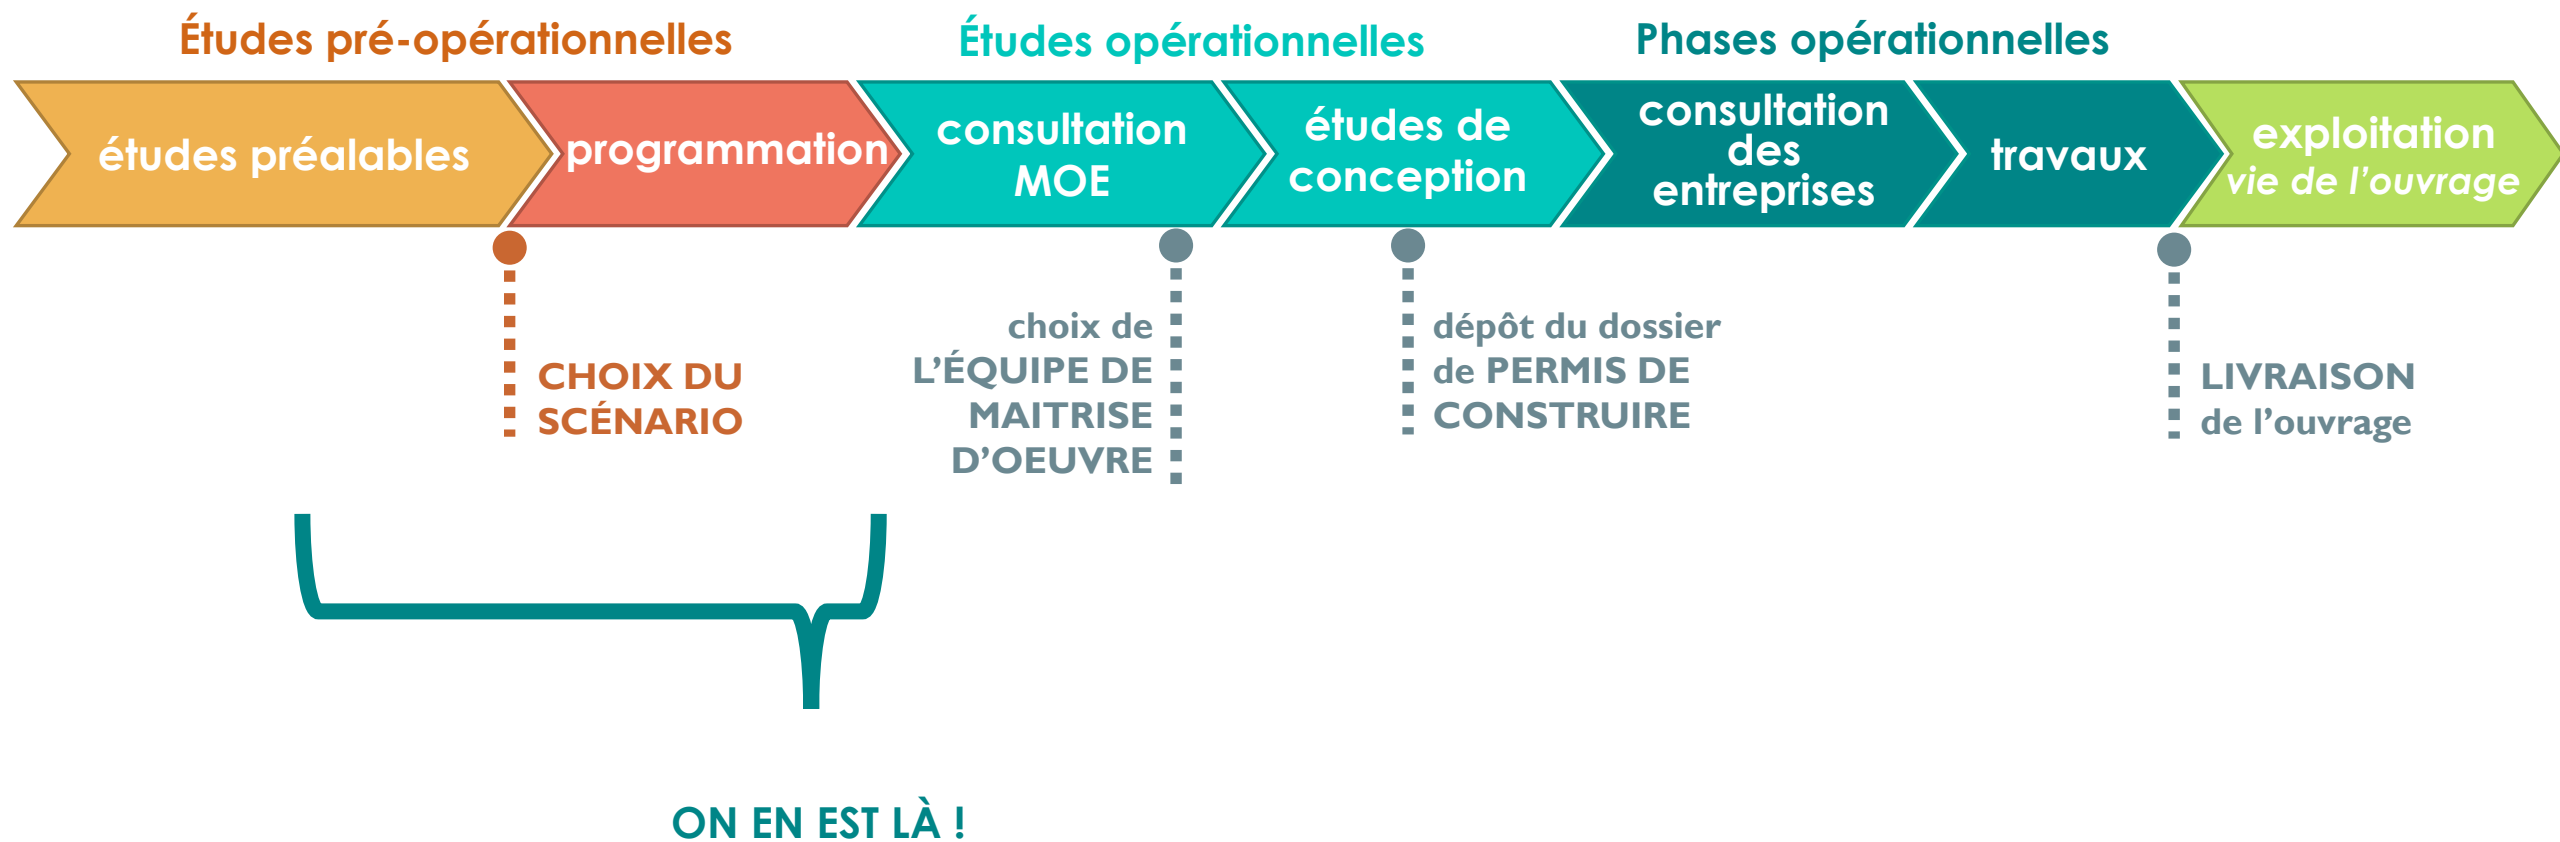 Études pré-opérationnelles
Études opérationnelles
Phases opérationnelles
études préalables
programmation
consultation
MOE
études de
conception
consultation
des
entreprises
travaux
exploitation
vie de l'ouvrage
CHOIX DU
SCÉNARIO
choix de
L'ÉQUIPE DE
MAITRISE
D'OEUVRE
dépôt du dossier
de PERMIS DE
CONSTRUIRE
LIVRAISON
de l'ouvrage
ON EN EST LÀ !